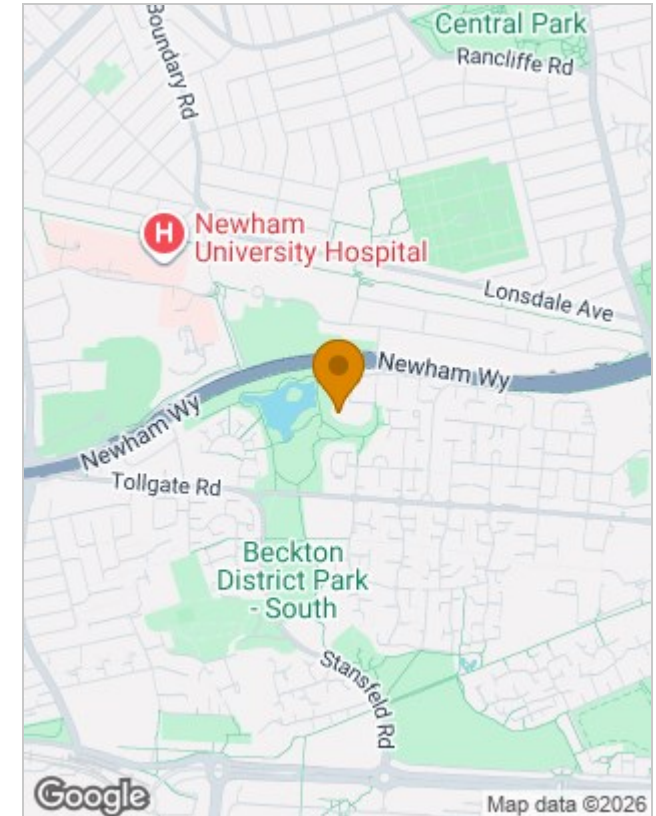 Central Park
Rancliffe Rd
Boundary Rd
H
Newham
University Hospital
Lonsdale Ave
Newham Wy
Newham Wy
Tollgate Rd
Beckton
District Park
- South
Stansfeld Rd
Google
Map data ©2026